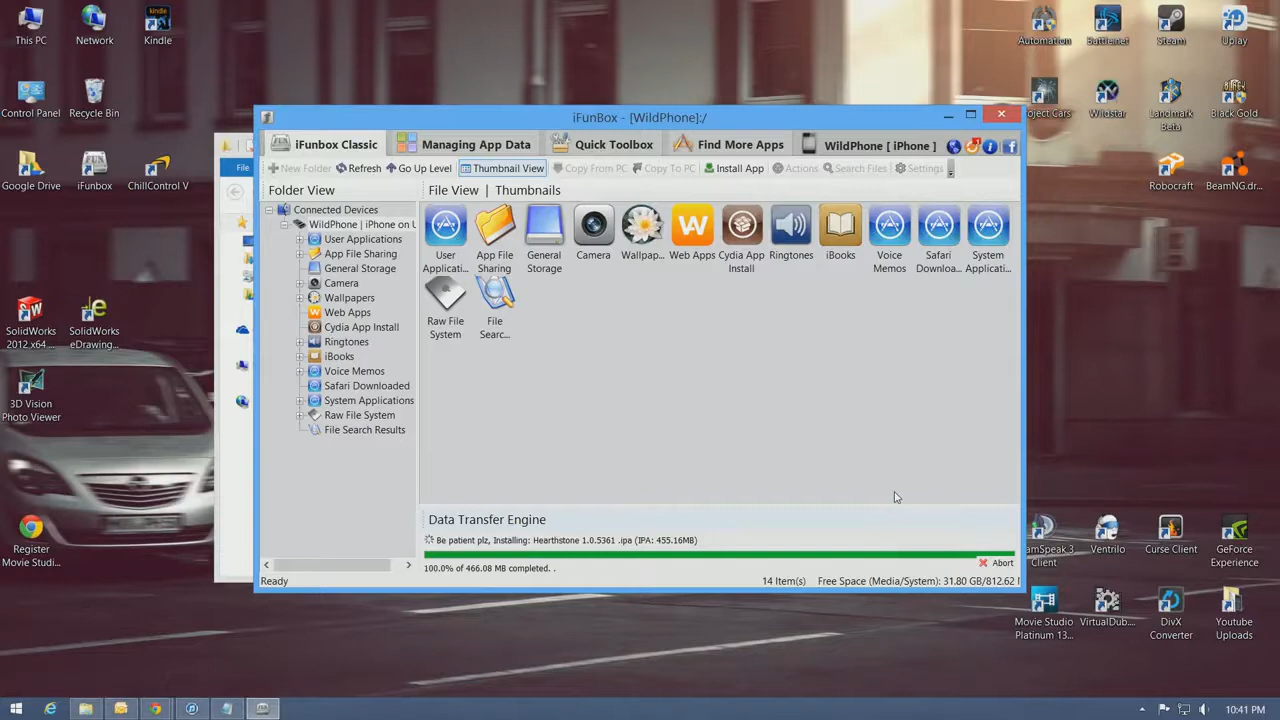 This PC
Network
Kindle
Control Panel
Recycle Bin
Google Drive
iFunbox
ChillControl V
SolidWorks
2012 x64 ...
SolidWorks
eDrawing...
3D Vision
Photo Viewer
Register
Movie Studi...
File
iFunBox - [WildPhone]:/
iFunbox Classic
Managing App Data
Quick Toolbox
Find More Apps
WildPhone [ iPhone ]
New Folder
Refresh
Go Up Level
Thumbnail View
Copy From PC
Copy To PC
Install App
Actions
Search Files
Settings
Folder View
File View | Thumbnails
Connected Devices
WildPhone | iPhone on U
User Applications
App File Sharing
General Storage
Camera
Wallpapers
Web Apps
Cydia App Install
Ringtones
iBooks
Voice Memos
Safari Downloaded
System Applications
Raw File System
File Search Results
User
Applicati...
App File
Sharing
General
Storage
Camera
Wallpap...
Web Apps
Cydia App
Install
Ringtones
iBooks
Voice
Memos
Safari
Downloa...
System
Applicati...
Raw File
System
File
Searc...
Data Transfer Engine
Be patient plz, Installing: Hearthstone 1.0.5361 .ipa (IPA: 455.16MB)
100.0% of 466.08 MB completed. .
Abort
Ready
14 Item(s)
Free Space (Media/System): 31.80 GB/812.62
Automation
Battle.net
Steam
Uplay
oject Cars
Wildstar
Landmark
Beta
Black Gold
Robocraft
BeamNG.dr...
amSpeak 3
Client
Ventrilo
Curse Client
GeForce
Experience
Movie Studio
Platinum 13...
VirtualDub....
DivX
Converter
Youtube
Uploads
10:41 PM